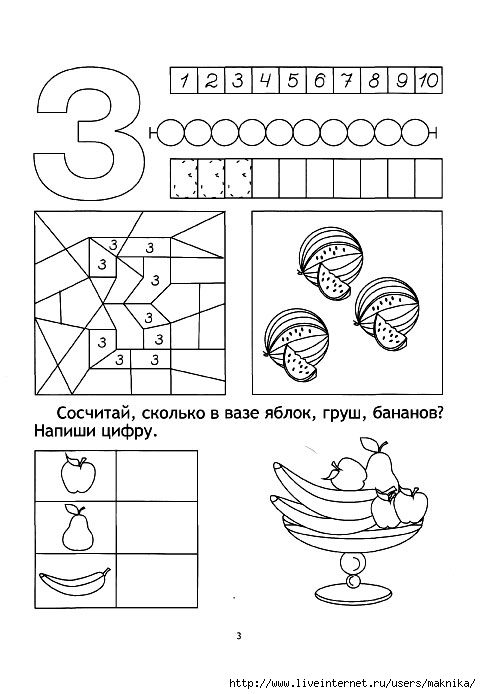 3
1 2 3 4 5 6 7 8 9 10
3 3
3
3
3
3 3
3 3
Сосчитай, сколько в вазе яблок, груш, бананов?
Напиши цифру.
3
http://www.liveinternet.ru/users/maknika/